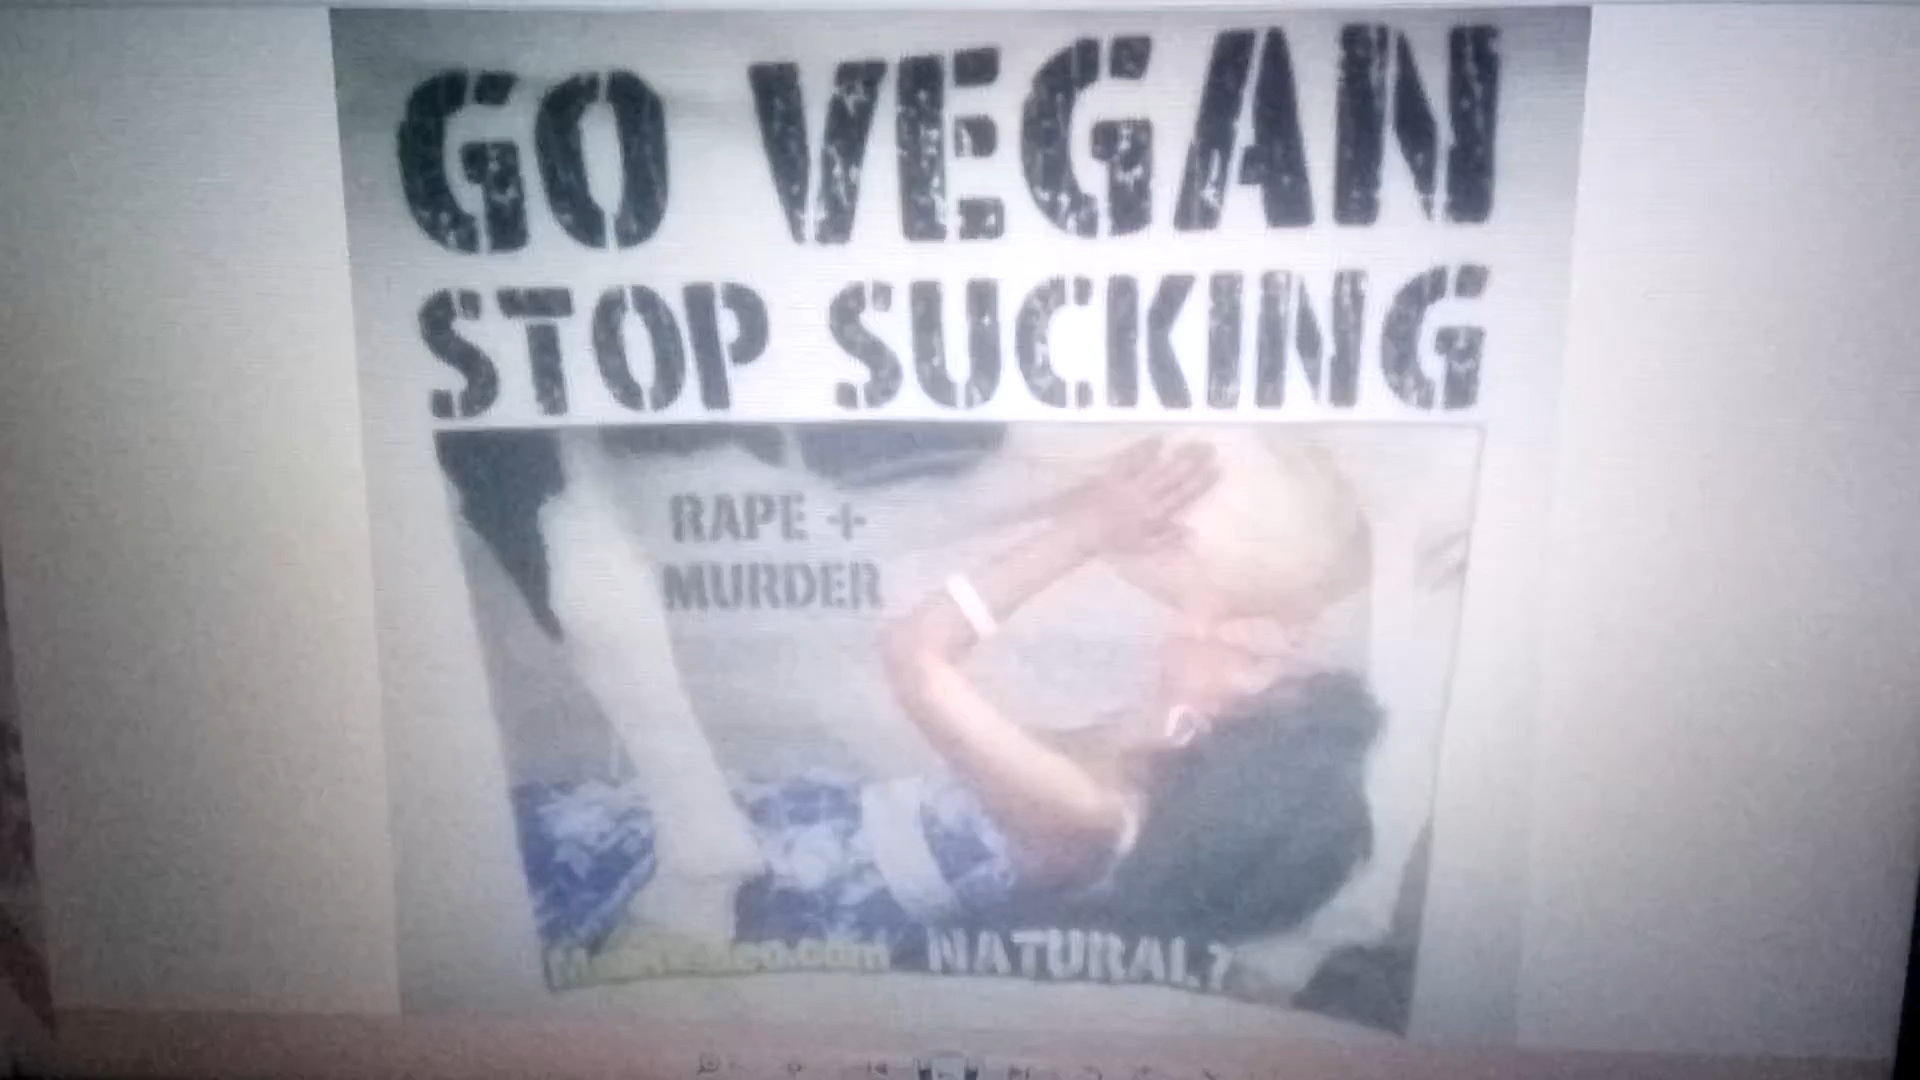 GO VEGAN
STOP SUCKING
RAPE +
MURDER
NATURAL?